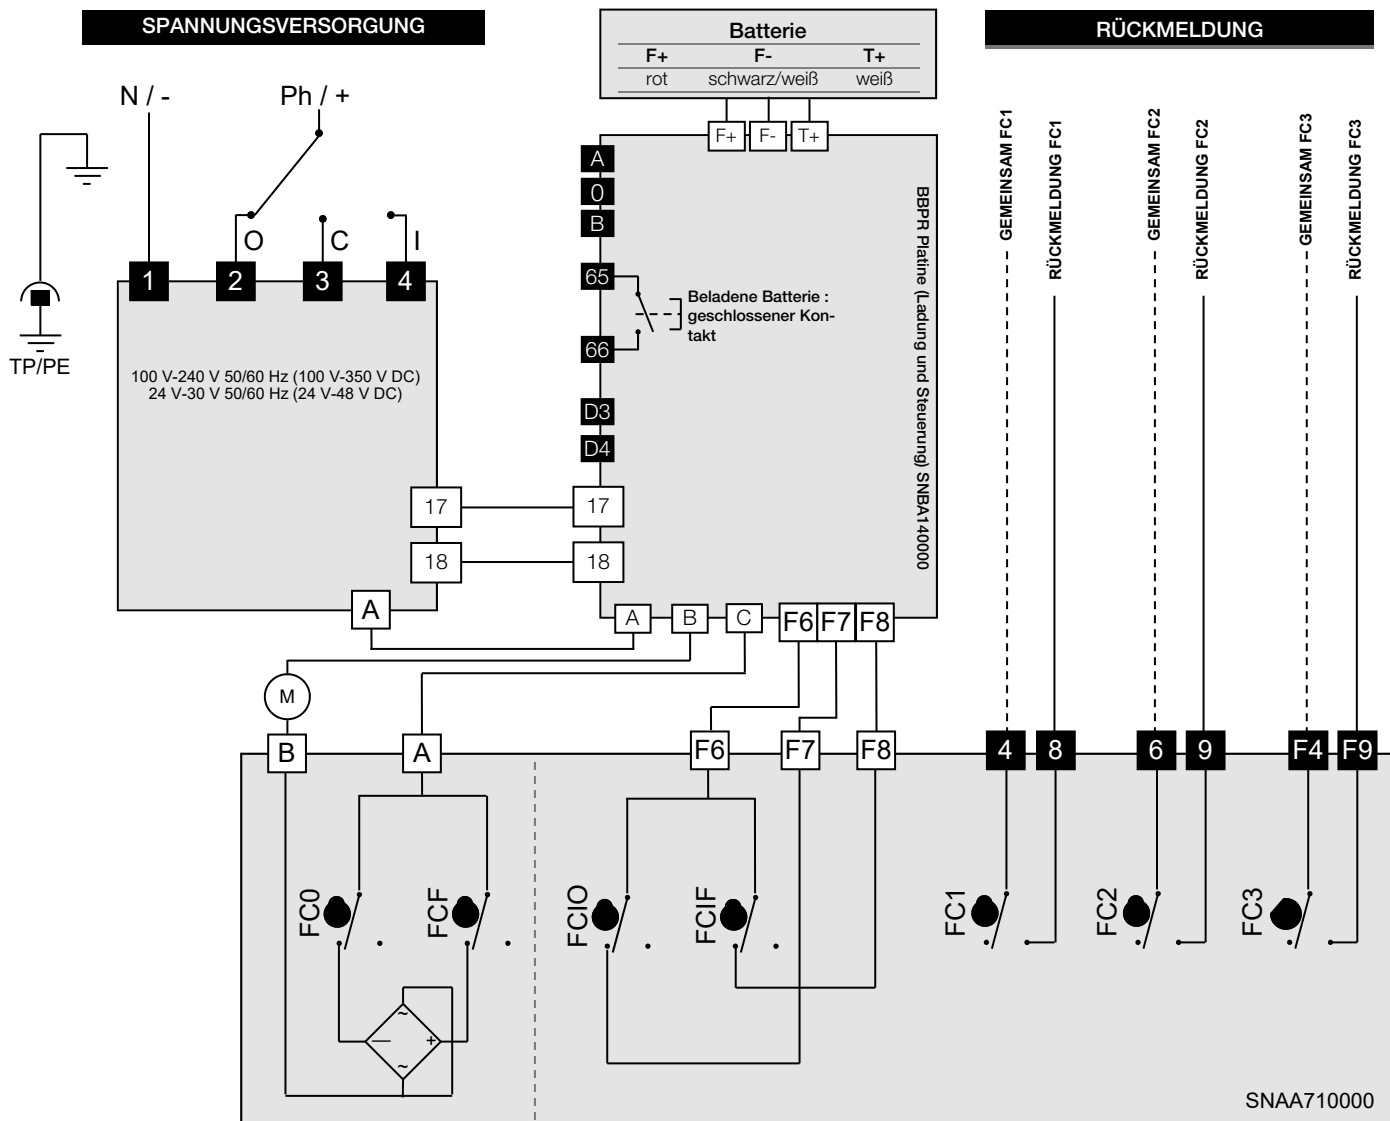 SPANNUNGSVERSORGUNG
Batterie
F+ F- T+
rot schwarz/weiß weiß
RÜCKMELDUNG
N / -
Ph / +
F+ F- T+
GEMEINSAM FC1
RÜCKMELDUNG FC1
GEMEINSAM FC2
RÜCKMELDUNG FC2
GEMEINSAM FC3
RÜCKMELDUNG FC3
A
0
B
BBPR Platine (Ladung und Steuerung) SNBA140000
O C I
1 2 3 4
65
Beladene Batterie :
geschlossener Kon-
takt
66
TP/PE
100 V-240 V 50/60 Hz (100 V-350 V DC)
24 V-30 V 50/60 Hz (24 V-48 V DC)
D3
D4
17 17
18 18
A
A B C F6 F7 F8
M
B A F6 F7 F8 4 8 6 9 F4 F9
FC0 FCF FCIO FCIF FC1 FC2 FC3
~
— +
~
SNAA710000